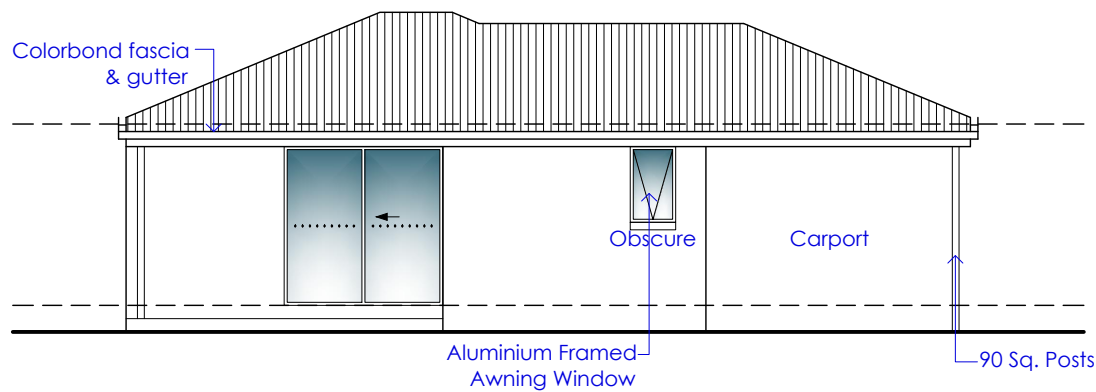 Colorbond fascia
& gutter
Obscure
Carport
Aluminium Framed
Awning Window
90 Sq. Posts